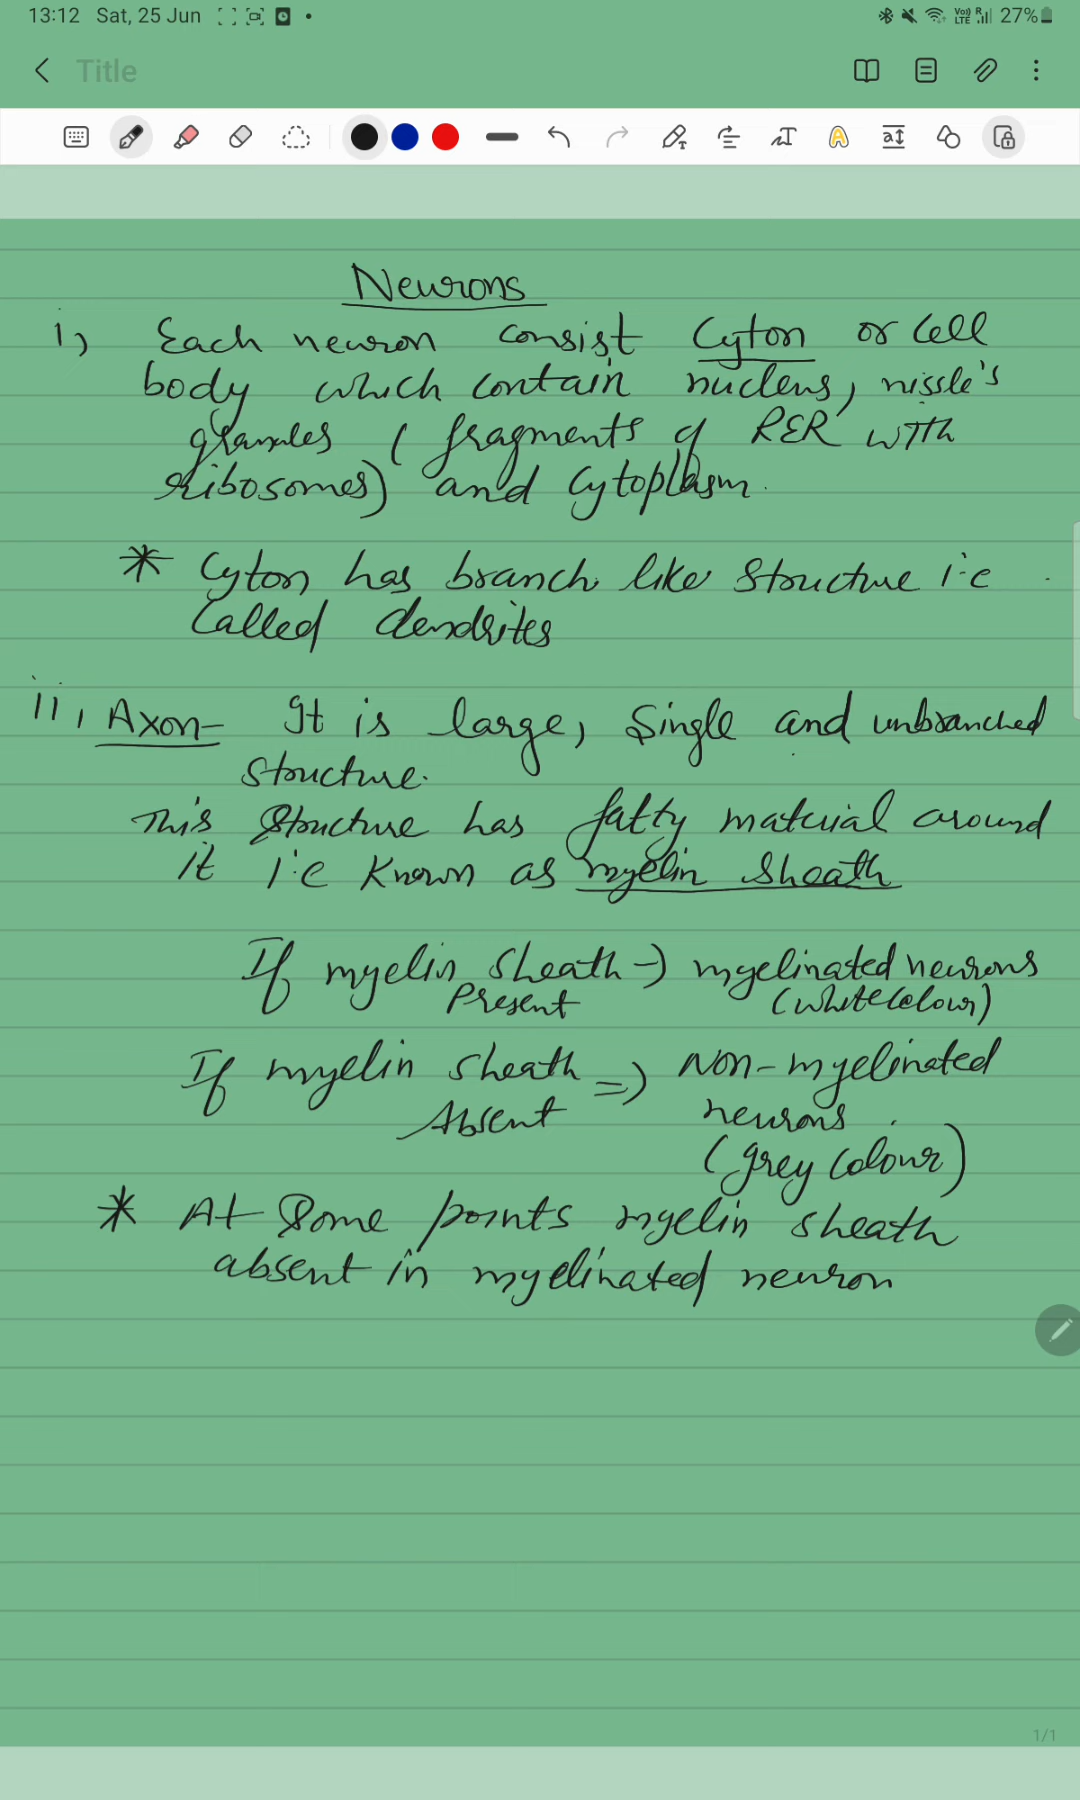 13:12 Sat, 25 Jun
Vo)) LTE R 27%
Title
A
a
Neurons
i, Each neuron consist Cyton or Cell
body which contain nucleus, nissle's
granules ( fragments of RER with
ribosomes) and Cytoplasm.
* Cyton has branch like structure i.e
Called dendrites
ii, Axon- It is large, Single and unbranched
structure.
This structure has fatty material around
it i.e Known as myelin sheath
If myelin sheath -) myelinated neurons
Present (white colour)
If myelin sheath =) Non-myelinated
Absent neurons
(grey colour)
* At Some points myelin sheath
absent in myelinated neuron
1/1